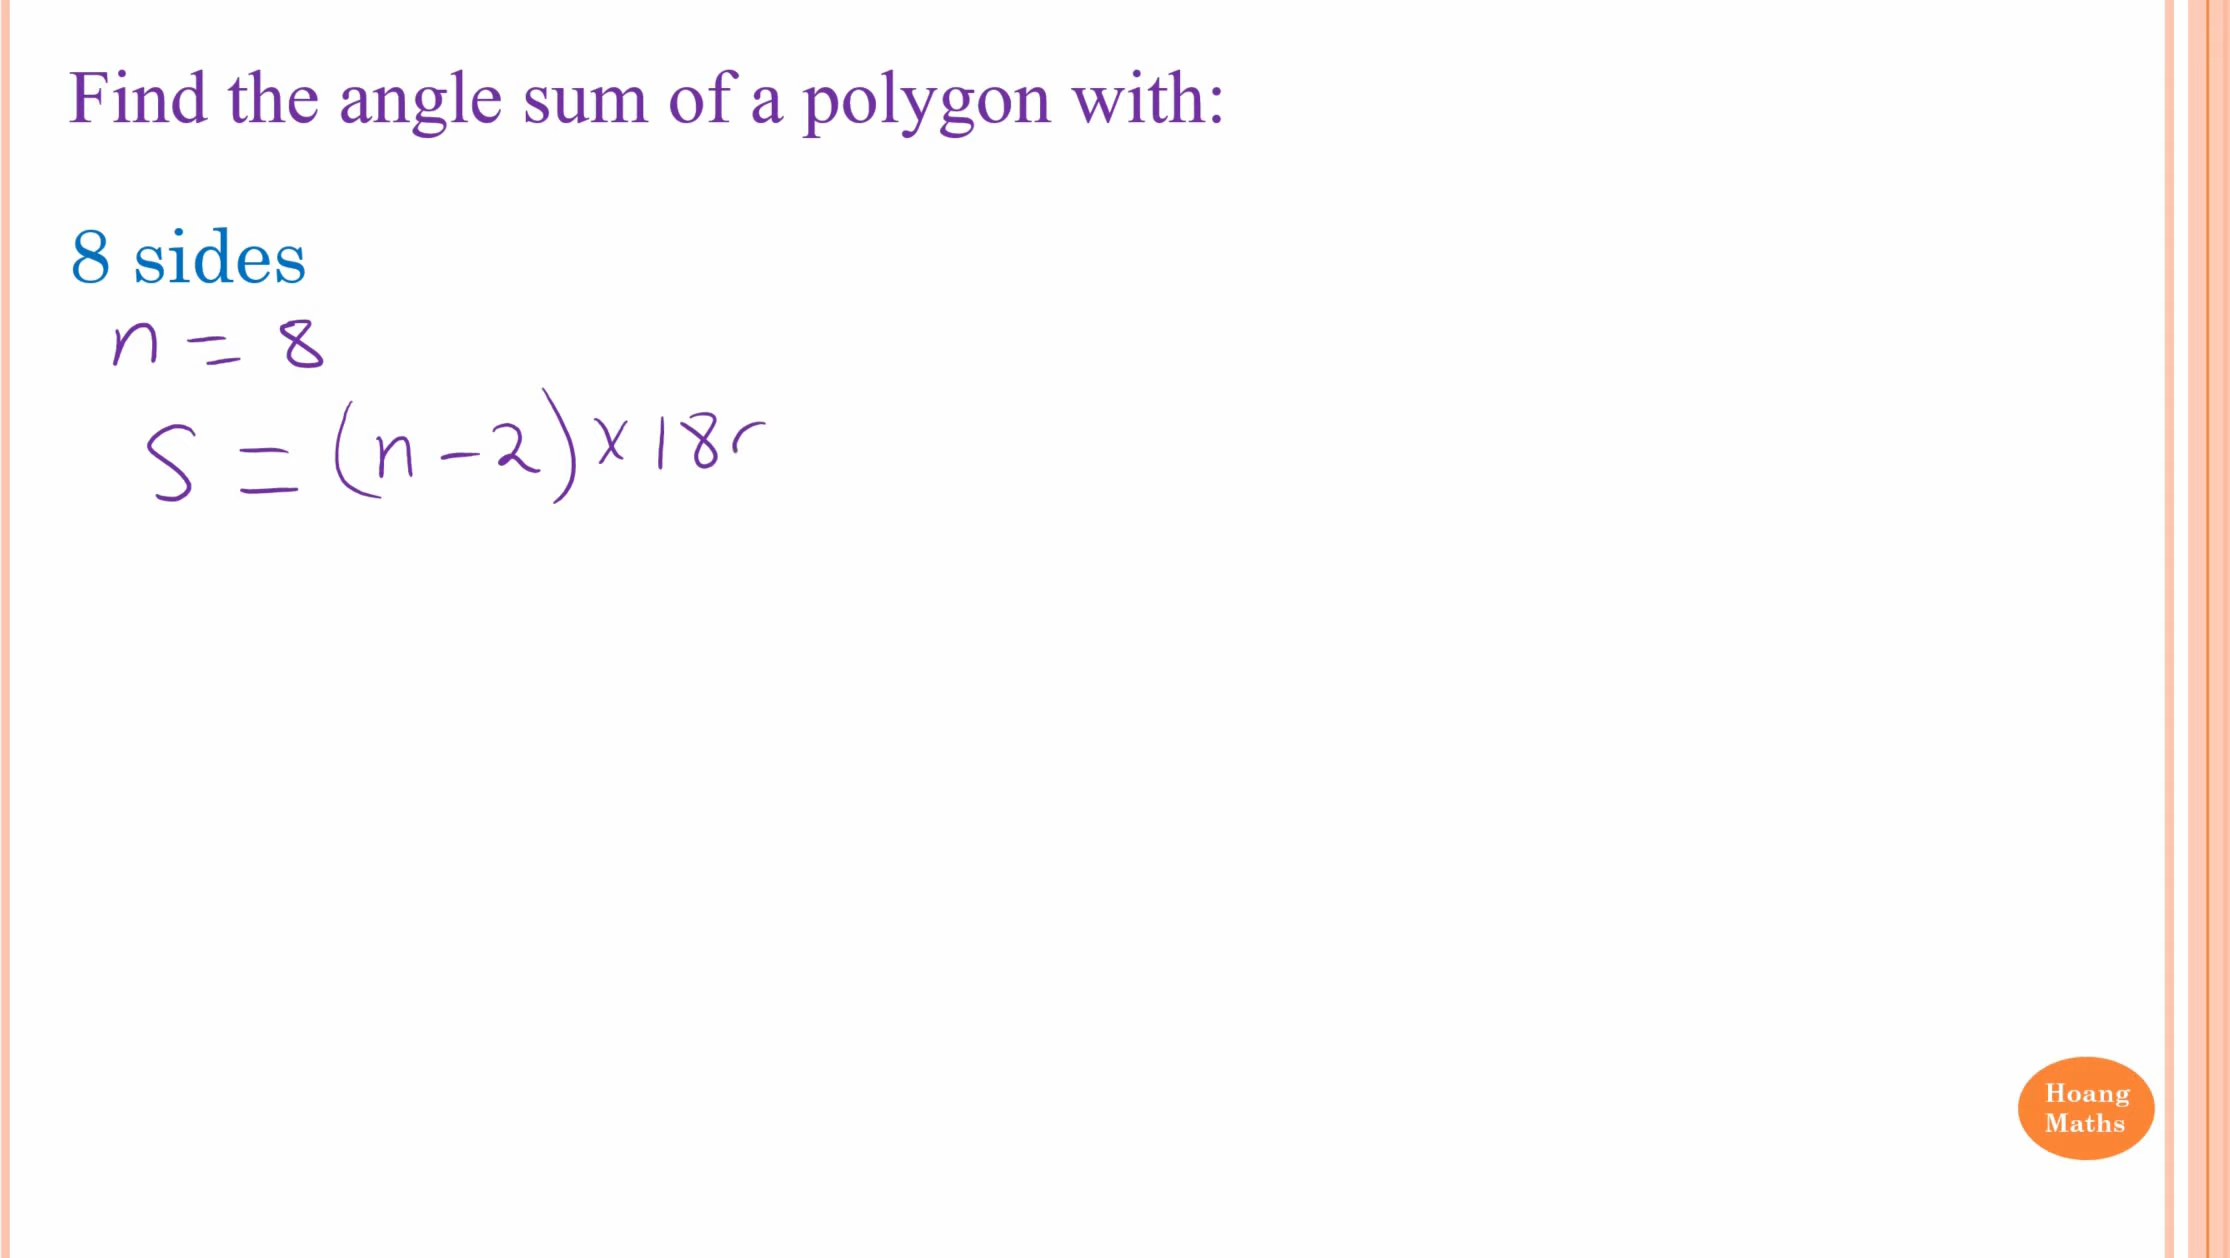 Find the angle sum of a polygon with:
8 sides
n = 8
S = (n-2) × 18
Hoang
Maths